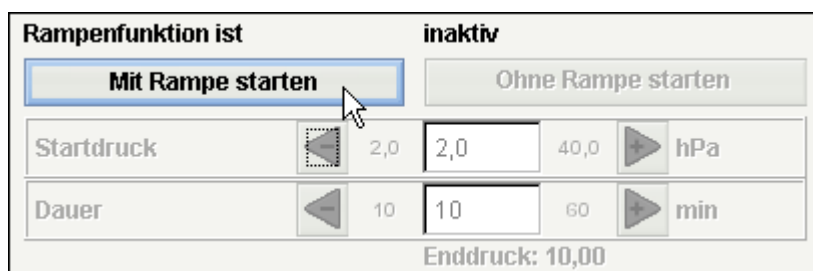 Rampenfunktion ist inaktiv
Mit Rampe starten Ohne Rampe starten
Startdruck − 2,0 2,0 40,0 + hPa
Dauer − 10 10 60 + min
Enddruck: 10,00